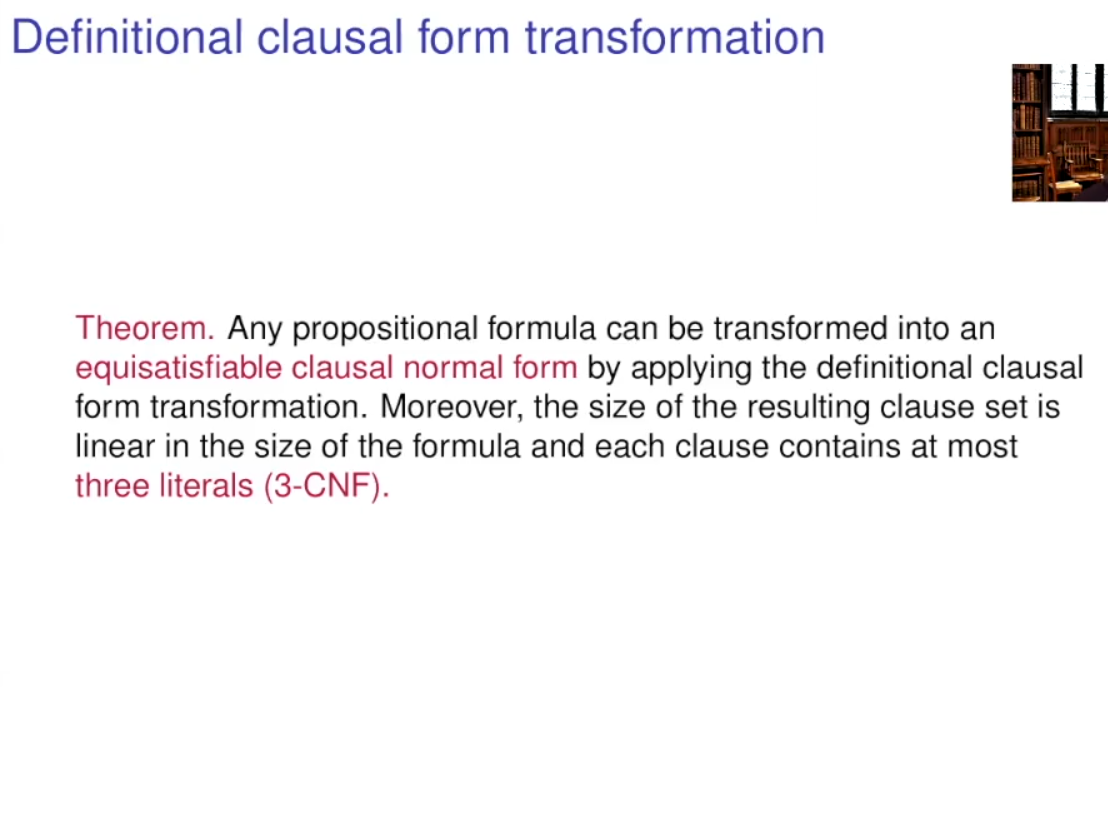 Definitional clausal form transformation
Theorem. Any propositional formula can be transformed into an
equisatisfiable clausal normal form by applying the definitional clausal
form transformation. Moreover, the size of the resulting clause set is
linear in the size of the formula and each clause contains at most
three literals (3-CNF).